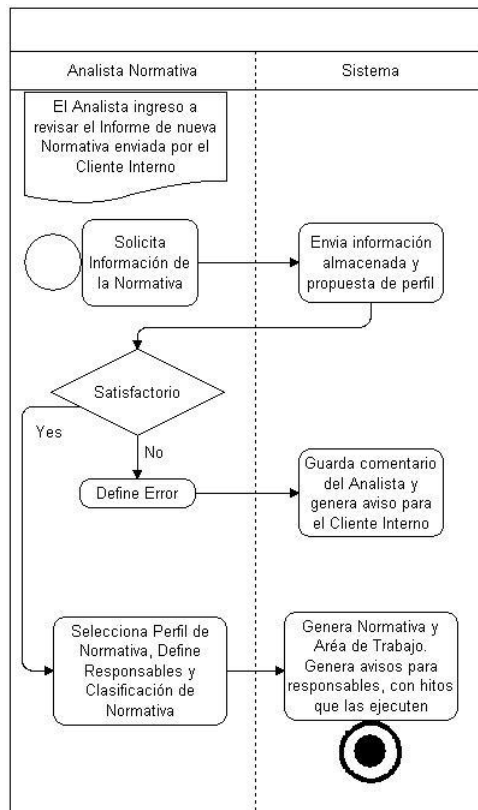 Analista Normativa
Sistema
El Analista ingreso a
revisar el Informe de nueva
Normativa enviada por el
Cliente Interno
Solicita
Información de
la Normativa
Envia información
almacenada y
propuesta de perfil
Satisfactorio
Yes
No
Define Error
Guarda comentario
del Analista y
genera aviso para
el Cliente Interno
Selecciona Perfil de
Normativa, Define
Responsables y
Clasificación de
Normativa
Genera Normativa y
Aréa de Trabajo.
Genera avisos para
responsables, con hitos
que las ejecuten